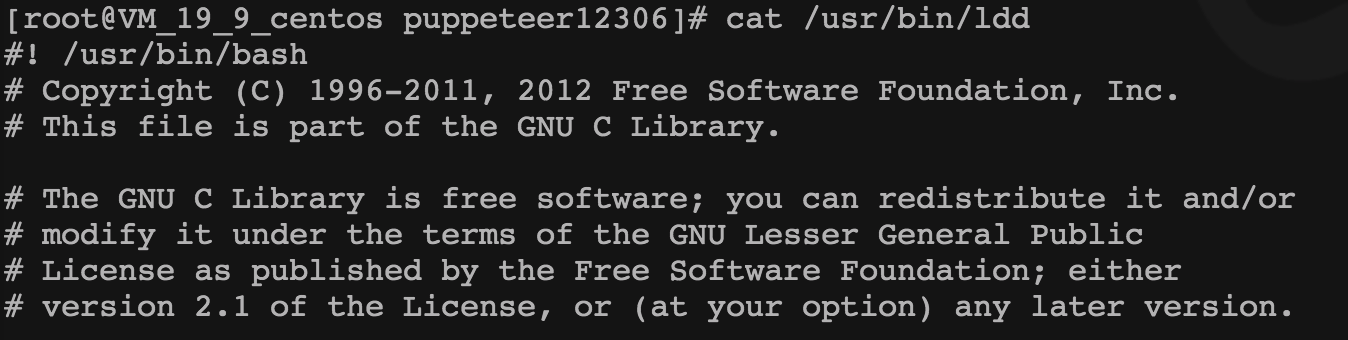 [root@VM_19_9_centos puppeteer12306]# cat /usr/bin/ldd
#! /usr/bin/bash
# Copyright (C) 1996-2011, 2012 Free Software Foundation, Inc.
# This file is part of the GNU C Library.
# The GNU C Library is free software; you can redistribute it and/or
# modify it under the terms of the GNU Lesser General Public
# License as published by the Free Software Foundation; either
# version 2.1 of the License, or (at your option) any later version.